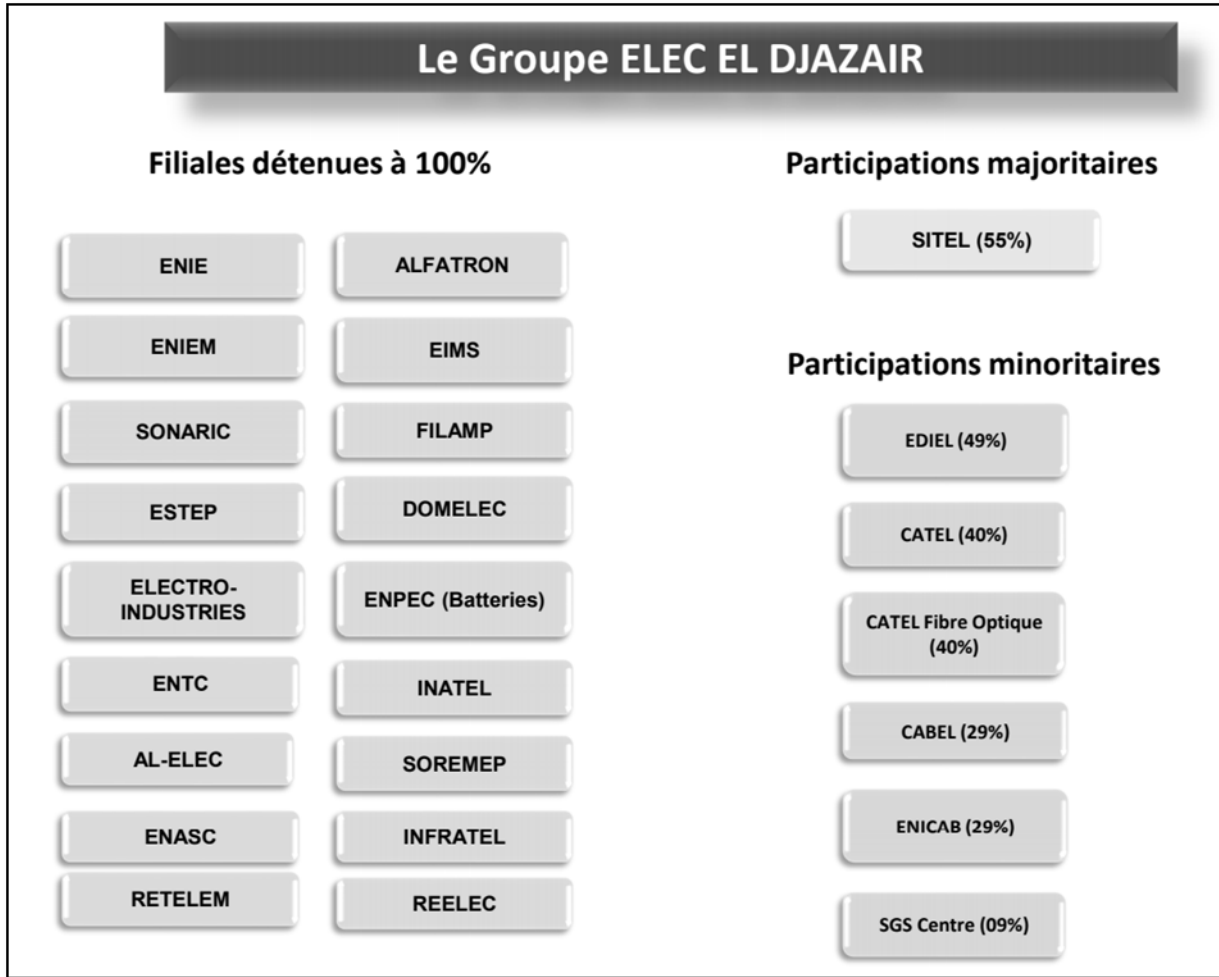 Le Groupe ELEC EL DJAZAIR
Filiales détenues à 100%
ENIE
ALFATRON
ENIEM
EIMS
SONARIC
FILAMP
ESTEP
DOMELEC
ELECTRO-
INDUSTRIES
ENPEC (Batteries)
ENTC
INATEL
AL-ELEC
SOREMEP
ENASC
INFRATEL
RETELEM
REELEC
Participations majoritaires
SITEL (55%)
Participations minoritaires
EDIEL (49%)
CATEL (40%)
CATEL Fibre Optique
(40%)
CABEL (29%)
ENICAB (29%)
SGS Centre (09%)